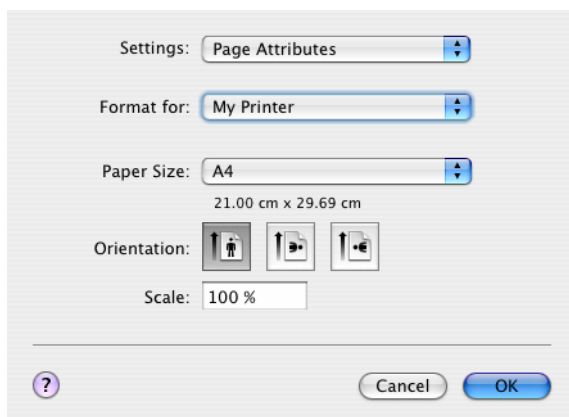 Settings: Page Attributes
Format for: My Printer
Paper Size: A4
21.00 cm x 29.69 cm
Orientation:
Scale: 100 %
? Cancel OK